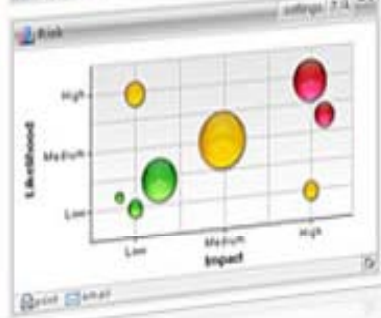 settings
Risk
High
Medium
Low
Likelihood
Low
Medium
High
Impact
print
email